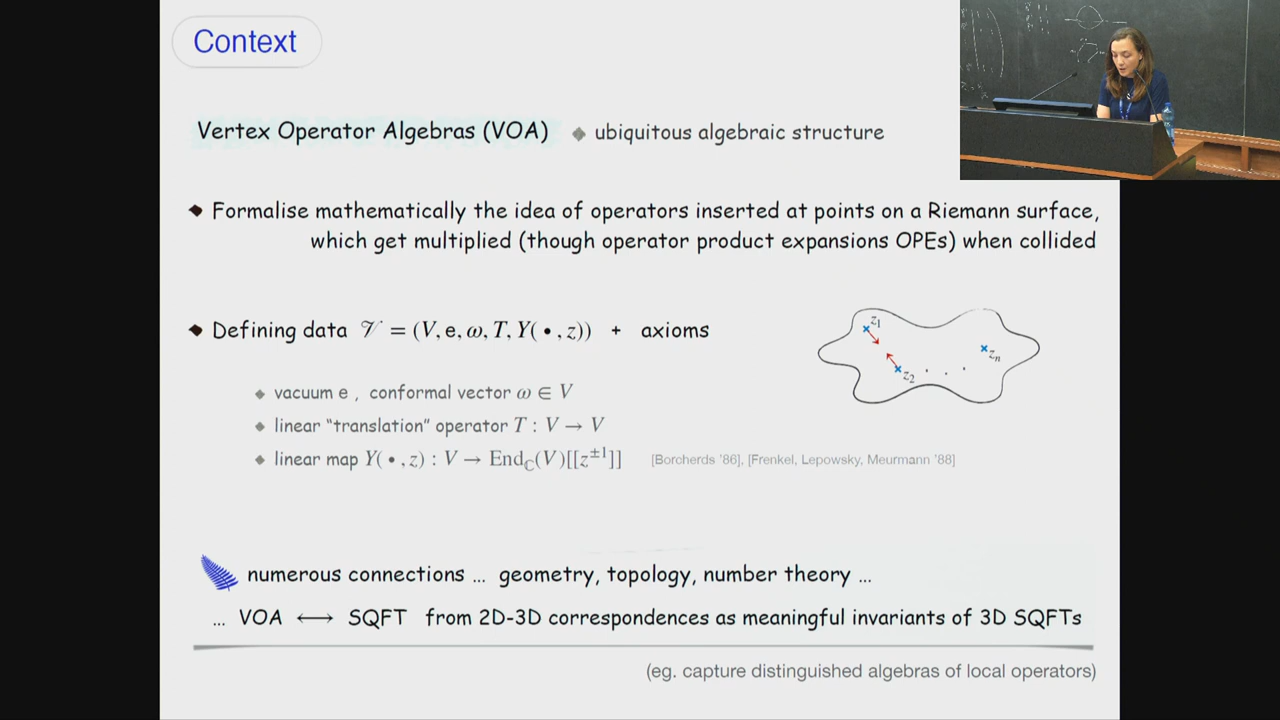 Context
Vertex Operator Algebras (VOA) ◆ ubiquitous algebraic structure
◆ Formalise mathematically the idea of operators inserted at points on a Riemann surface,
which get multiplied (though operator product expansions OPEs) when collided
◆ Defining data 𝒱 = (V, e, ω, T, Y( • , z)) + axioms
z₁
z₂ . . .
zₙ
◆ vacuum e , conformal vector ω ∈ V
◆ linear “translation” operator T : V → V
◆ linear map Y( • , z) : V → End_ℂ(V)[[z^{±1}]] [Borcherds '86], [Frenkel, Lepowsky, Meurmann '88]
numerous connections ... geometry, topology, number theory ...
... VOA ⟷ SQFT from 2D-3D correspondences as meaningful invariants of 3D SQFTs
(eg. capture distinguished algebras of local operators)